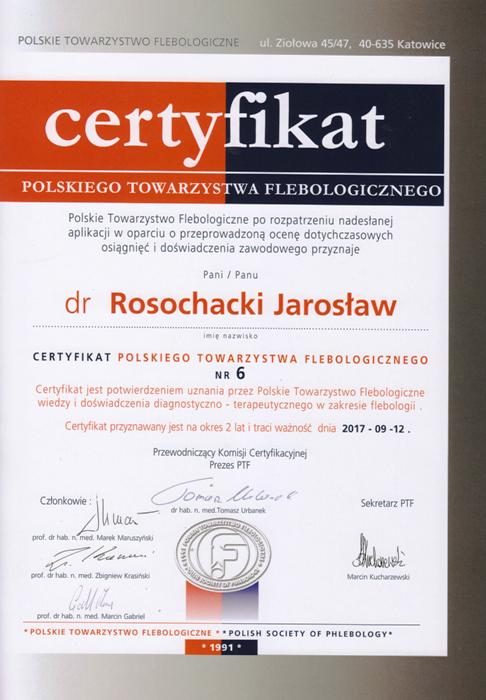 POLSKIE TOWARZYSTWO FLEBOLOGICZNE ul. Ziołowa 45/47, 40-635 Katowice
certyfikat
POLSKIEGO TOWARZYSTWA FLEBOLOGICZNEGO
Polskie Towarzystwo Flebologiczne po rozpatrzeniu nadesłanej
aplikacji w oparciu o przeprowadzoną ocenę dotychczasowych
osiągnięć i doświadczenia zawodowego przyznaje
Pani / Panu
dr Rosochacki Jarosław
imię nazwisko
CERTYFIKAT POLSKIEGO TOWARZYSTWA FLEBOLOGICZNEGO
NR 6
Certyfikat jest potwierdzeniem uznania przez Polskie Towarzystwo Flebologiczne
wiedzy i doświadczenia diagnostyczno - terapeutycznego w zakresie flebologii .
Certyfikat przyznawany jest na okres 2 lat i traci ważność dnia 2017 - 09 -12 .
Przewodniczący Komisji Certyfikacyjnej
Prezes PTF
Członkowie :
Sekretarz PTF
dr hab. n. med.Tomasz Urbanek
prof. dr hab. n. med. Marek Maruszyński
prof. dr hab. n. med. Zbigniew Krasiński
Marcin Kucharzewski
prof. dr hab. n. med. Marcin Gabriel
*POLSKIE TOWARZYSTWO FLEBOLOGICZNE * *POLISH SOCIETY OF PHLEBOLOGY*
* 1991 *